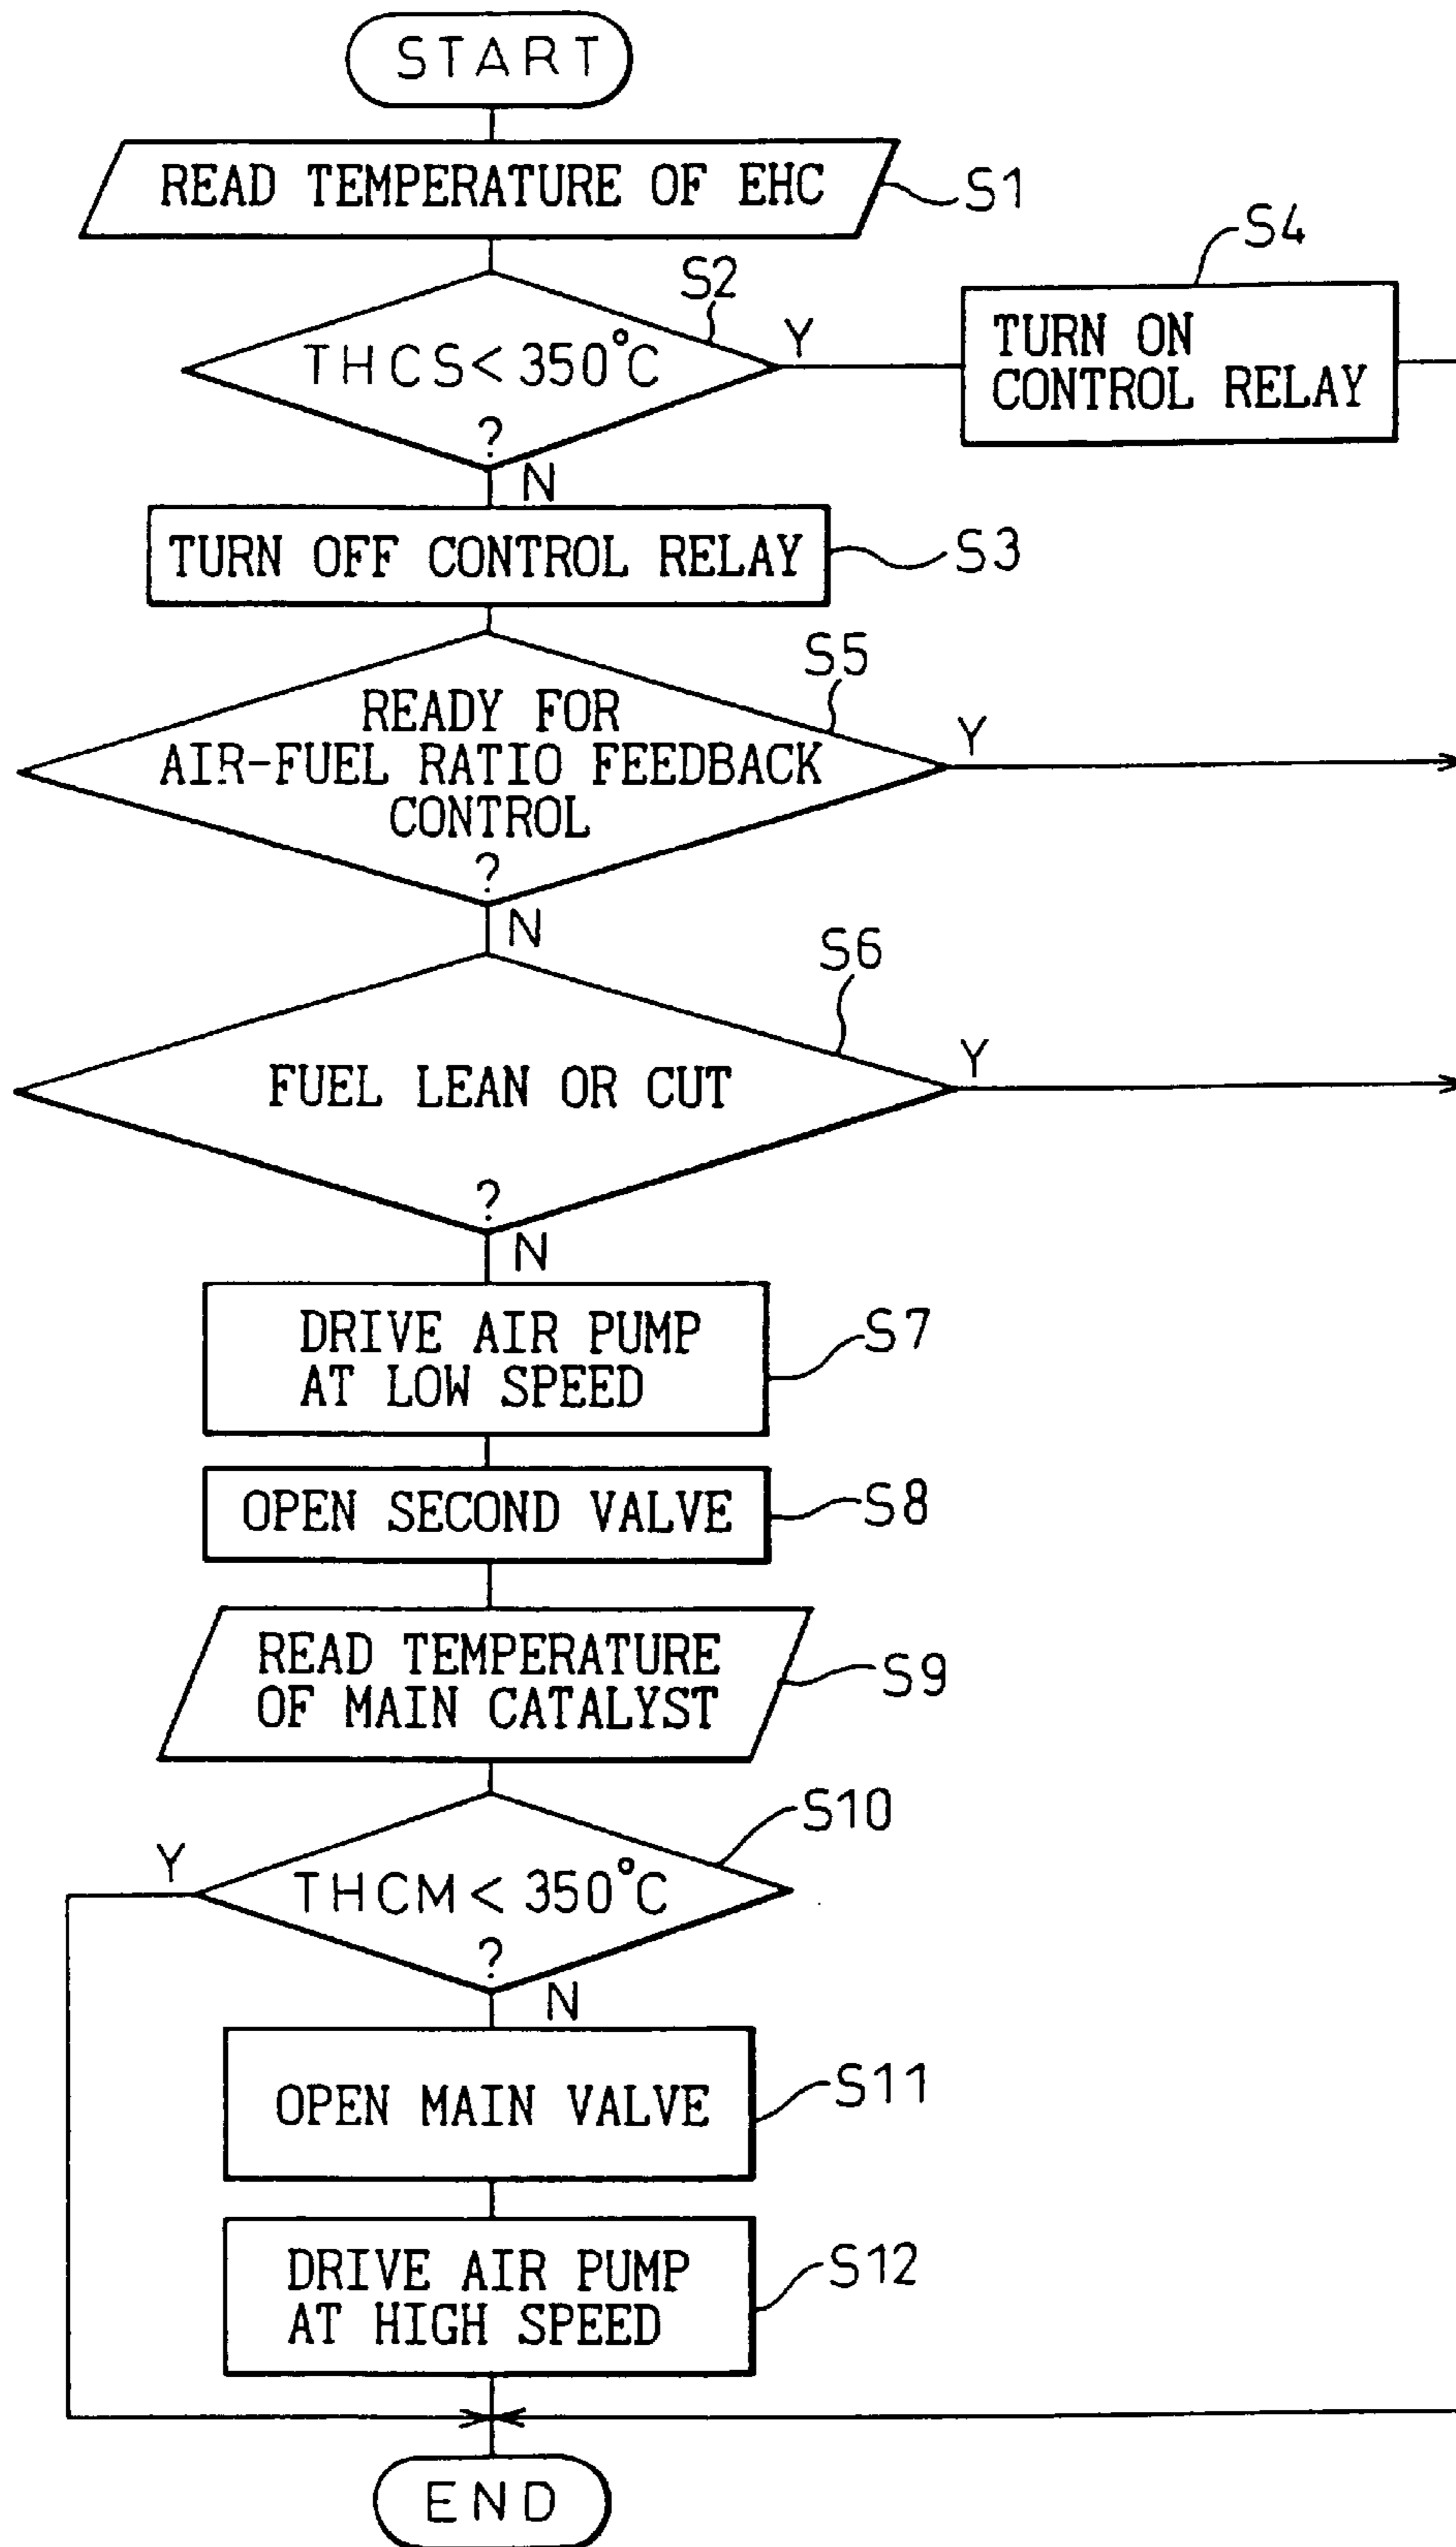 START
READ TEMPERATURE OF EHC
S1
S2
THCS<350°C
?
Y
N
S4
TURN ON
CONTROL RELAY
TURN OFF CONTROL RELAY
S3
S5
READY FOR
AIR-FUEL RATIO FEEDBACK
CONTROL
?
Y
N
S6
FUEL LEAN OR CUT
?
Y
N
DRIVE AIR PUMP
AT LOW SPEED
S7
OPEN SECOND VALVE
S8
READ TEMPERATURE
OF MAIN CATALYST
S9
S10
Y
THCM<350°C
?
N
OPEN MAIN VALVE
S11
DRIVE AIR PUMP
AT HIGH SPEED
S12
END